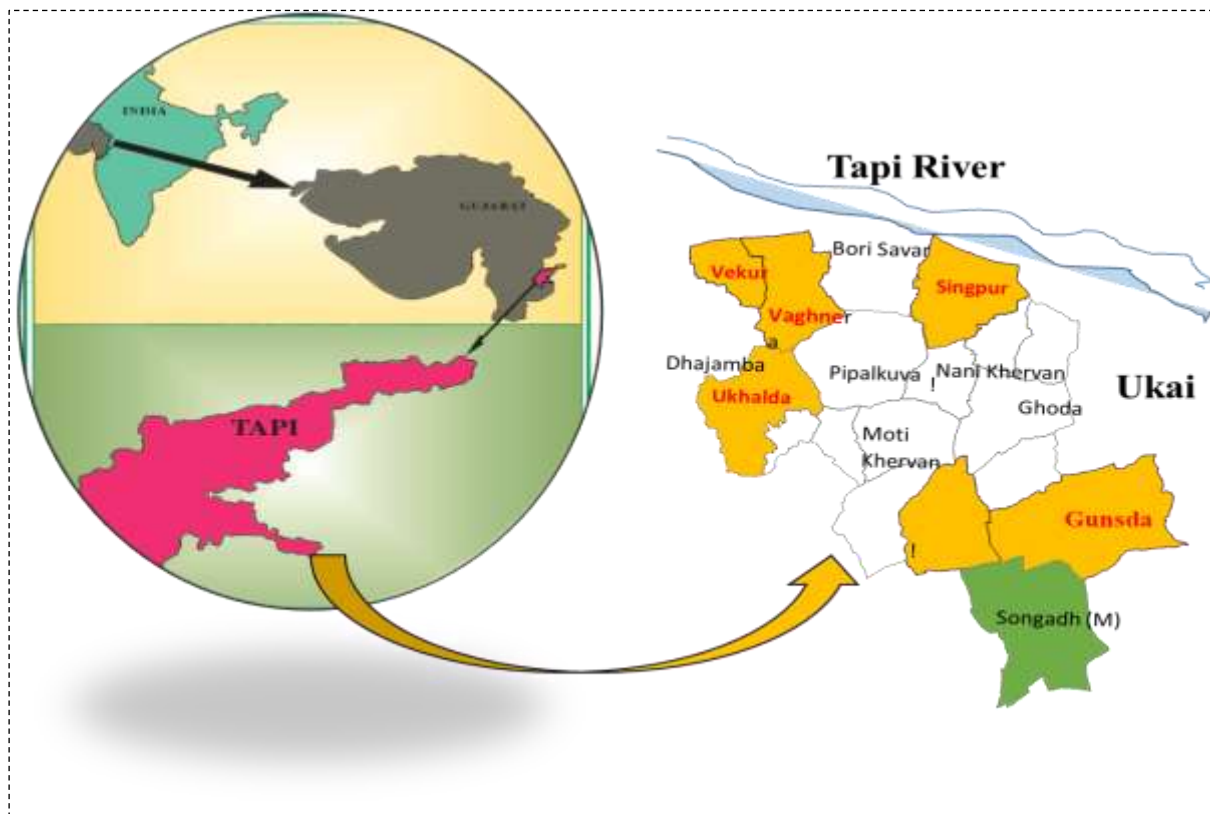 INDIA
GUJARAT
TAPI
Tapi River
Bori Savar
Vekur
Singpur
Vaghner
a
Dhajamba
Pipalkuva
!
Nani Khervan
Ukai
Ukhalda
Ghoda
Moti
Khervan
Gunsda
!
Songadh (M)